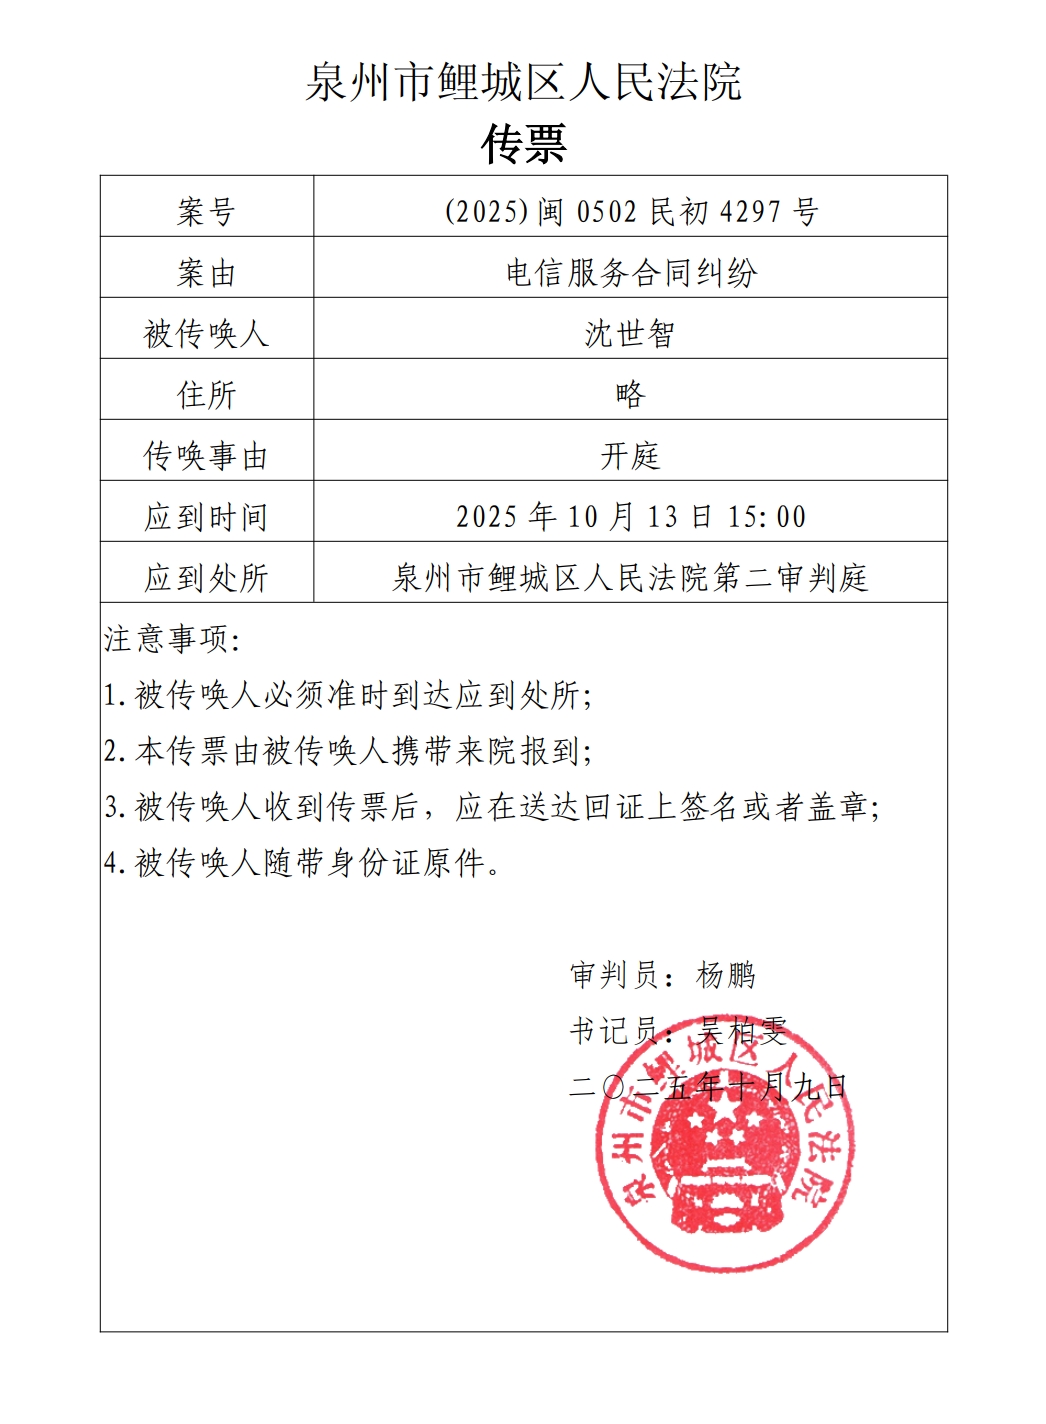 泉州市鲤城区人民法院
传票
案号 (2025)闽 0502 民初 4297 号
案由 电信服务合同纠纷
被传唤人 沈世智
住所 略
传唤事由 开庭
应到时间 2025 年 10 月 13 日 15:00
应到处所 泉州市鲤城区人民法院第二审判庭
注意事项：
1.被传唤人必须准时到达应到处所；
2.本传票由被传唤人携带来院报到；
3.被传唤人收到传票后，应在送达回证上签名或者盖章；
4.被传唤人随带身份证原件。
审判员：杨鹏
书记员：吴柏雯
二〇二五年十月九日
泉州市鲤城区人民法院